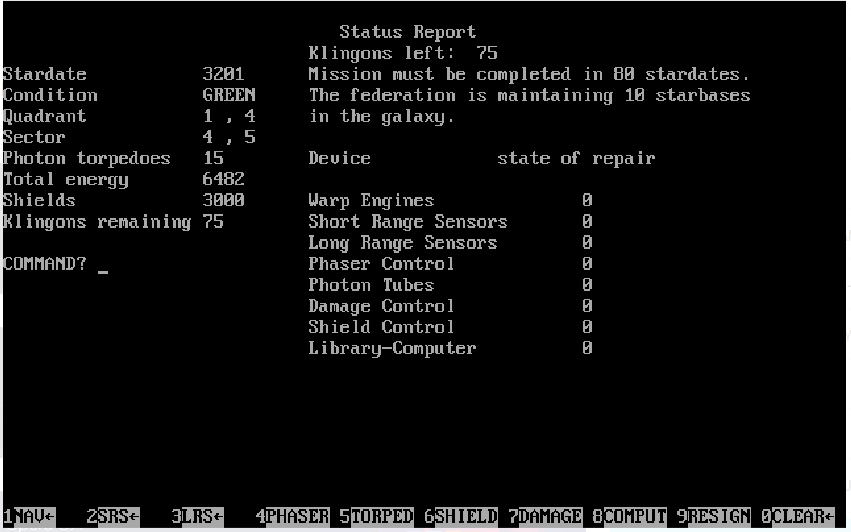 Status Report
Klingons left: 75
Stardate 3201 Mission must be completed in 80 stardates.
Condition GREEN The federation is maintaining 10 starbases
Quadrant 1 , 4 in the galaxy.
Sector 4 , 5
Photon torpedoes 15 Device state of repair
Total energy 6482
Shields 3000 Warp Engines 0
Klingons remaining 75 Short Range Sensors 0
Long Range Sensors 0
COMMAND? _ Phaser Control 0
Photon Tubes 0
Damage Control 0
Shield Control 0
Library-Computer 0
1NAV← 2SRS← 3LRS← 4PHASER 5TORPED 6SHIELD 7DAMAGE 8COMPUT 9RESIGN 0CLEAR←